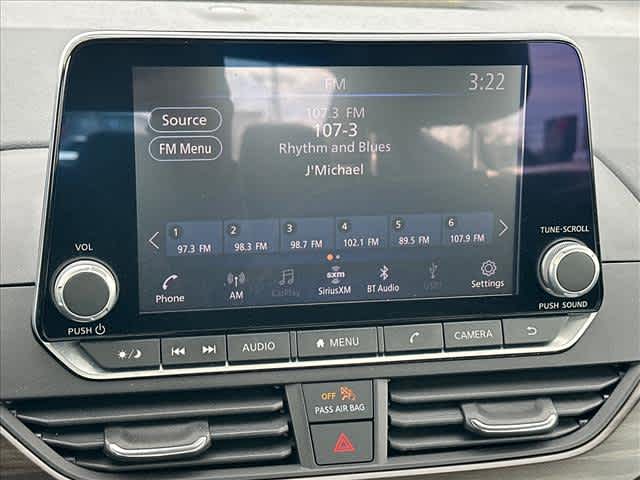 FM
3:22
Source
FM Menu
107.3 FM
107-3
Rhythm and Blues
J'Michael
1 97.3 FM
2 98.3 FM
3 98.7 FM
4 102.1 FM
5 89.5 FM
6 107.9 FM
Phone
AM
CarPlay
sxm
SiriusXM
BT Audio
Settings
VOL
PUSH
TUNE-SCROLL
PUSH SOUND
AUDIO
MENU
CAMERA
OFF
PASS AIR BAG